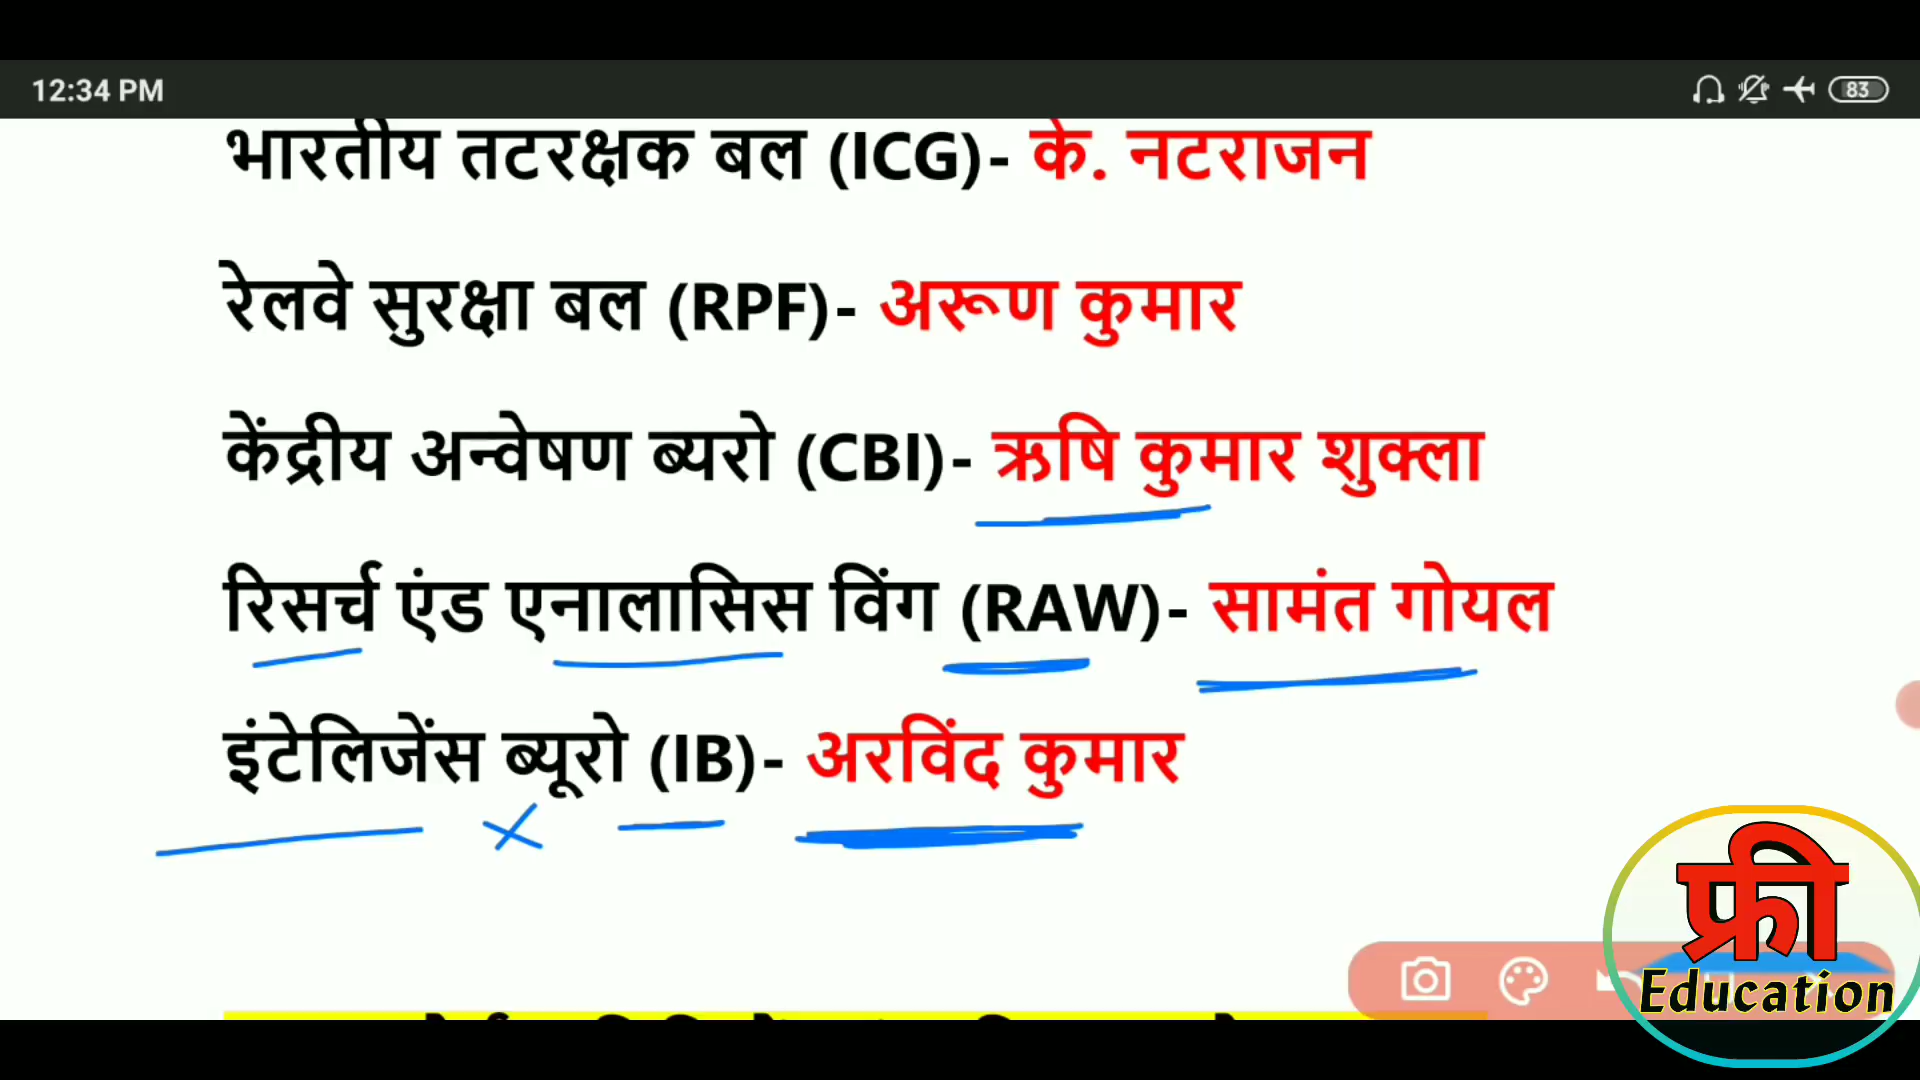 12:34 PM
83
भारतीय तटरक्षक बल (ICG)- के. नटराजन
रेलवे सुरक्षा बल (RPF)- अरूण कुमार
केंद्रीय अन्वेषण ब्यरो (CBI)- ऋषि कुमार शुक्ला
रिसर्च एंड एनालासिस विंग (RAW)- सामंत गोयल
इंटेलिजेंस ब्यूरो (IB)- अरविंद कुमार
फ्री
Education